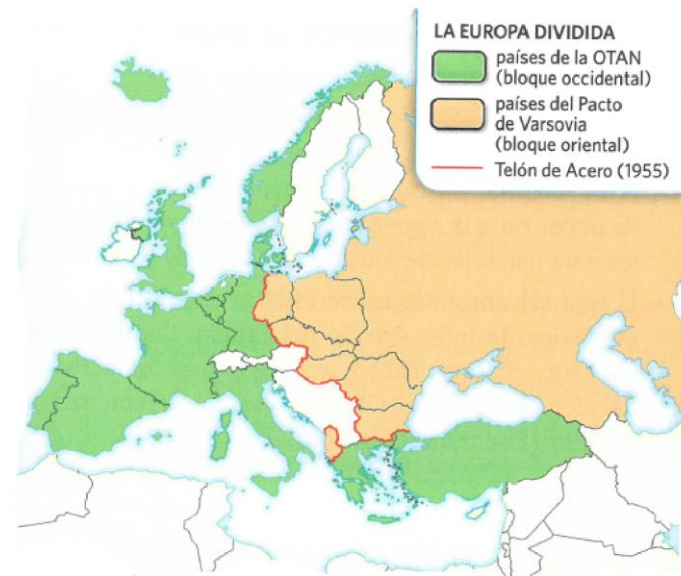 LA EUROPA DIVIDIDA
países de la OTAN
(bloque occidental)
países del Pacto
de Varsovia
(bloque oriental)
Telón de Acero (1955)